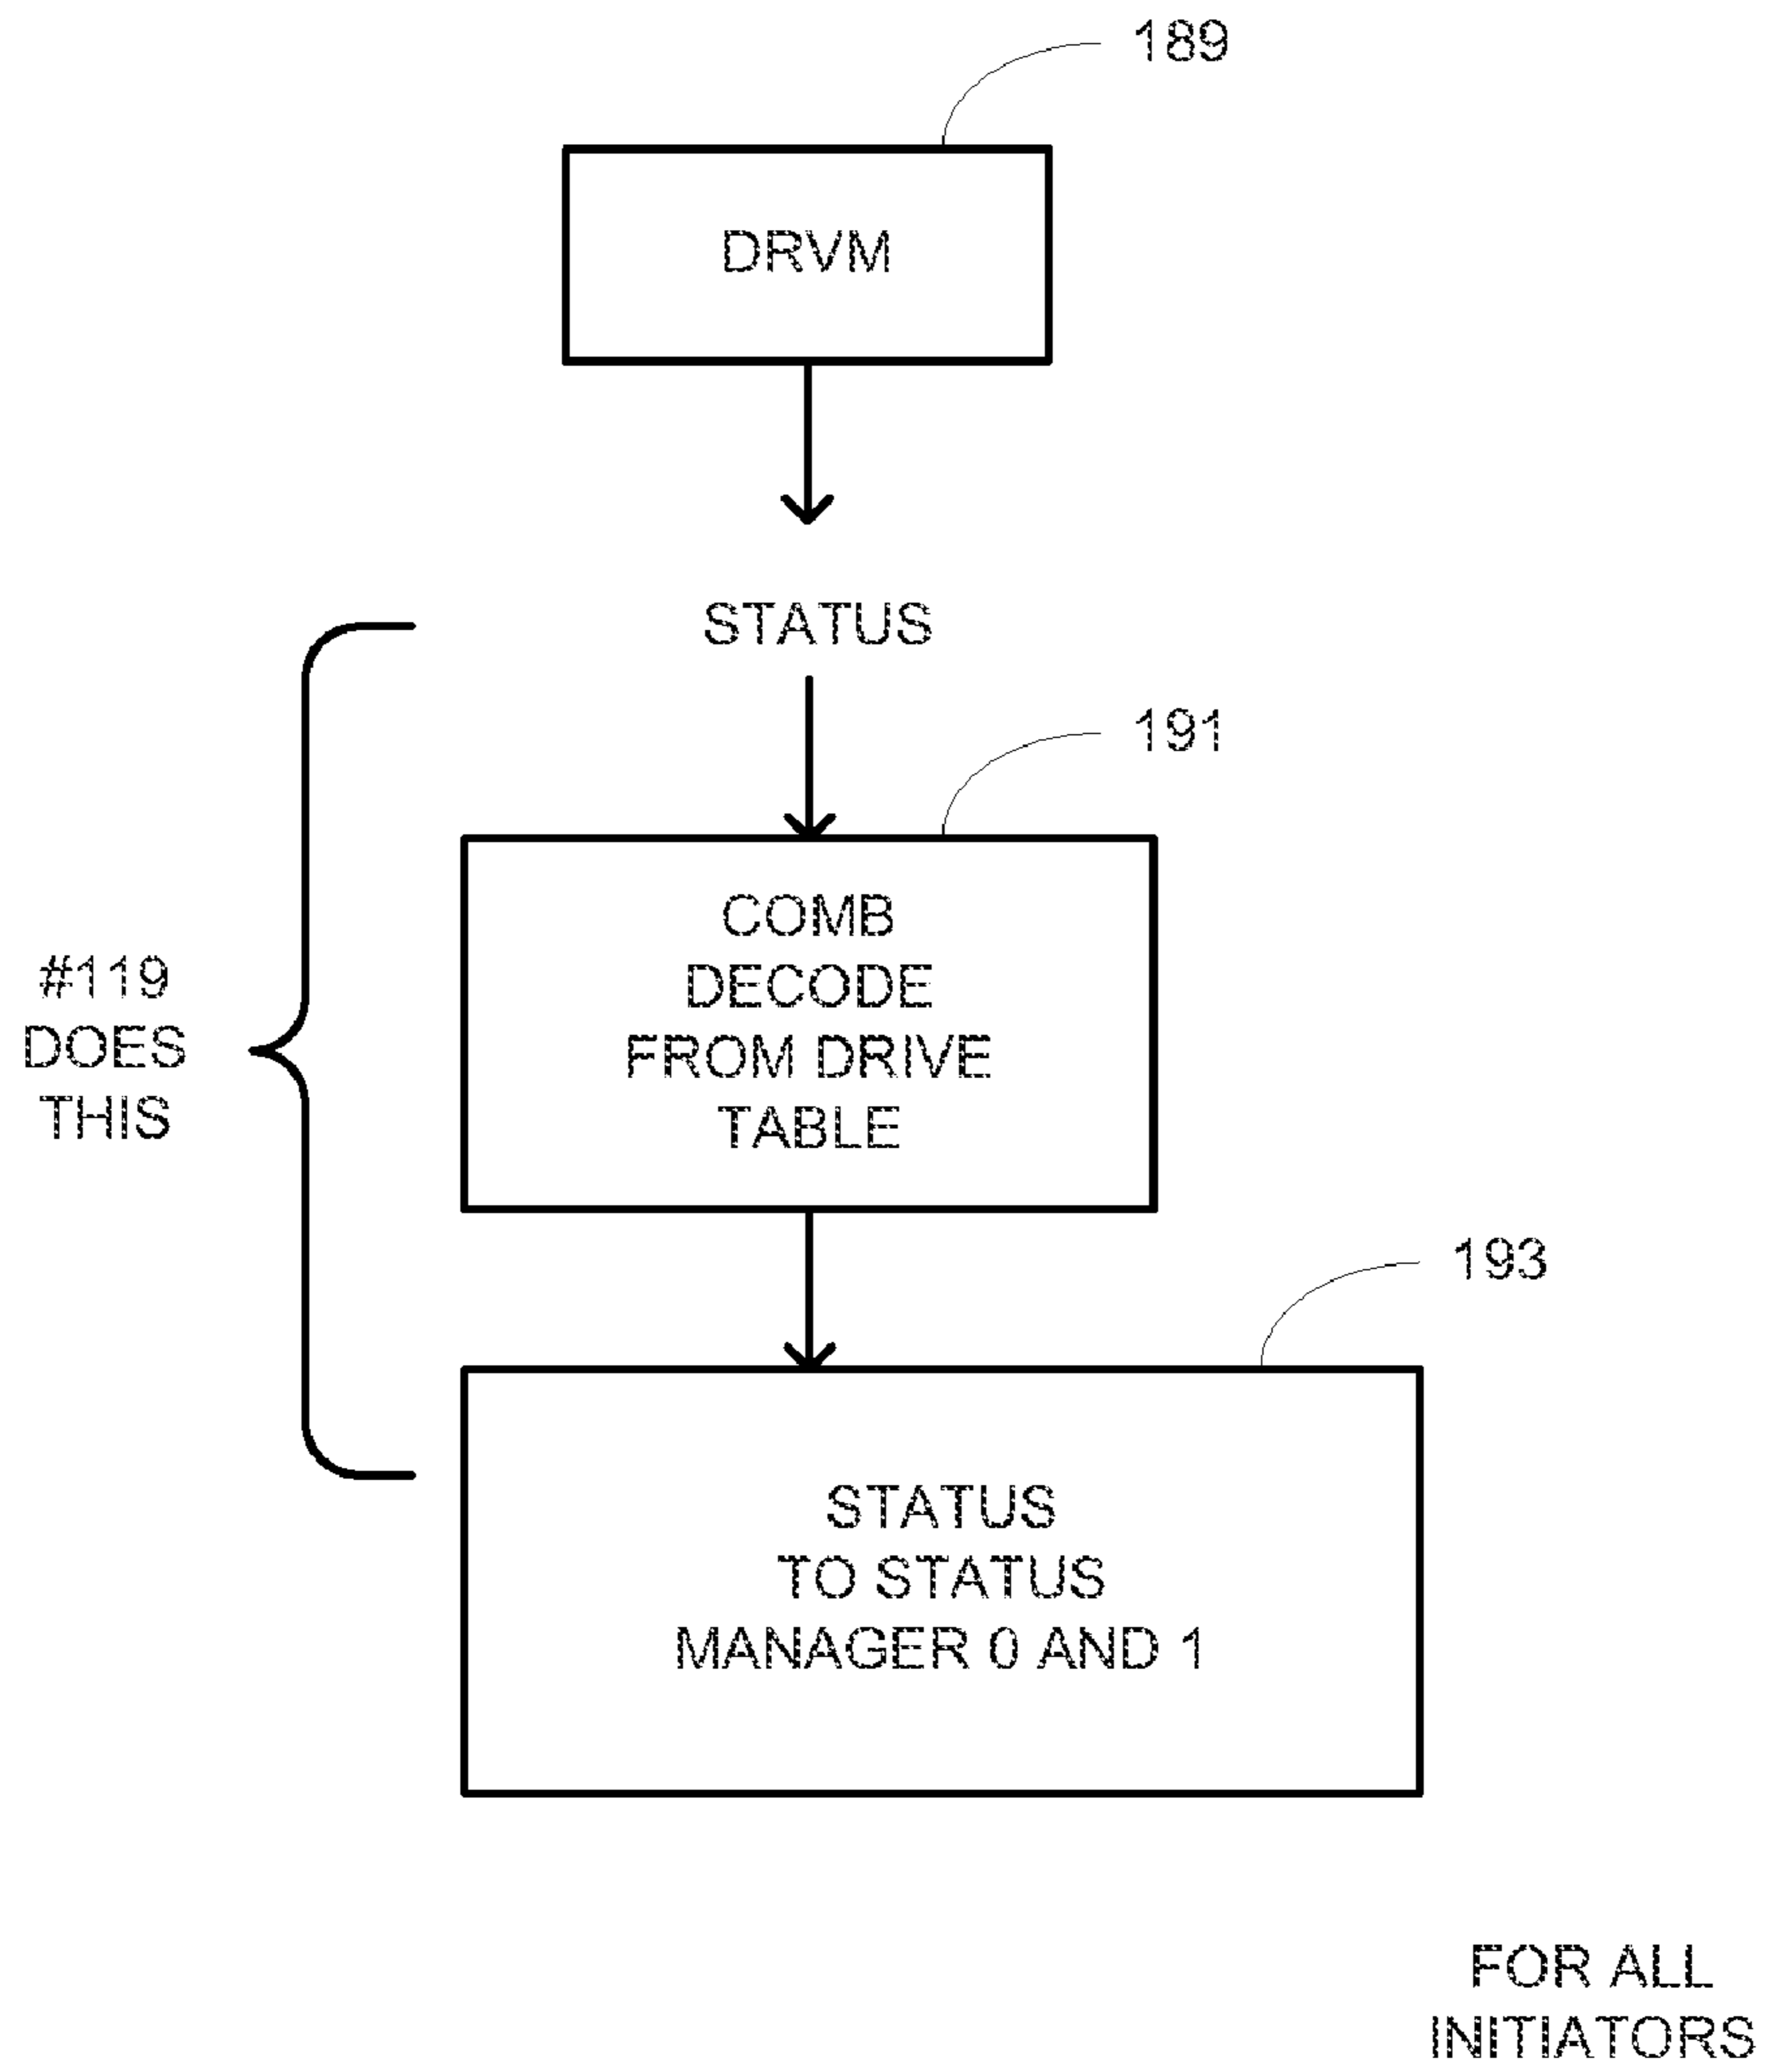 189
DRVM
STATUS
191
COMB
DECODE
FROM DRIVE
TABLE
#119
DOES
THIS
193
STATUS
TO STATUS
MANAGER 0 AND 1
FOR ALL
INITIATORS